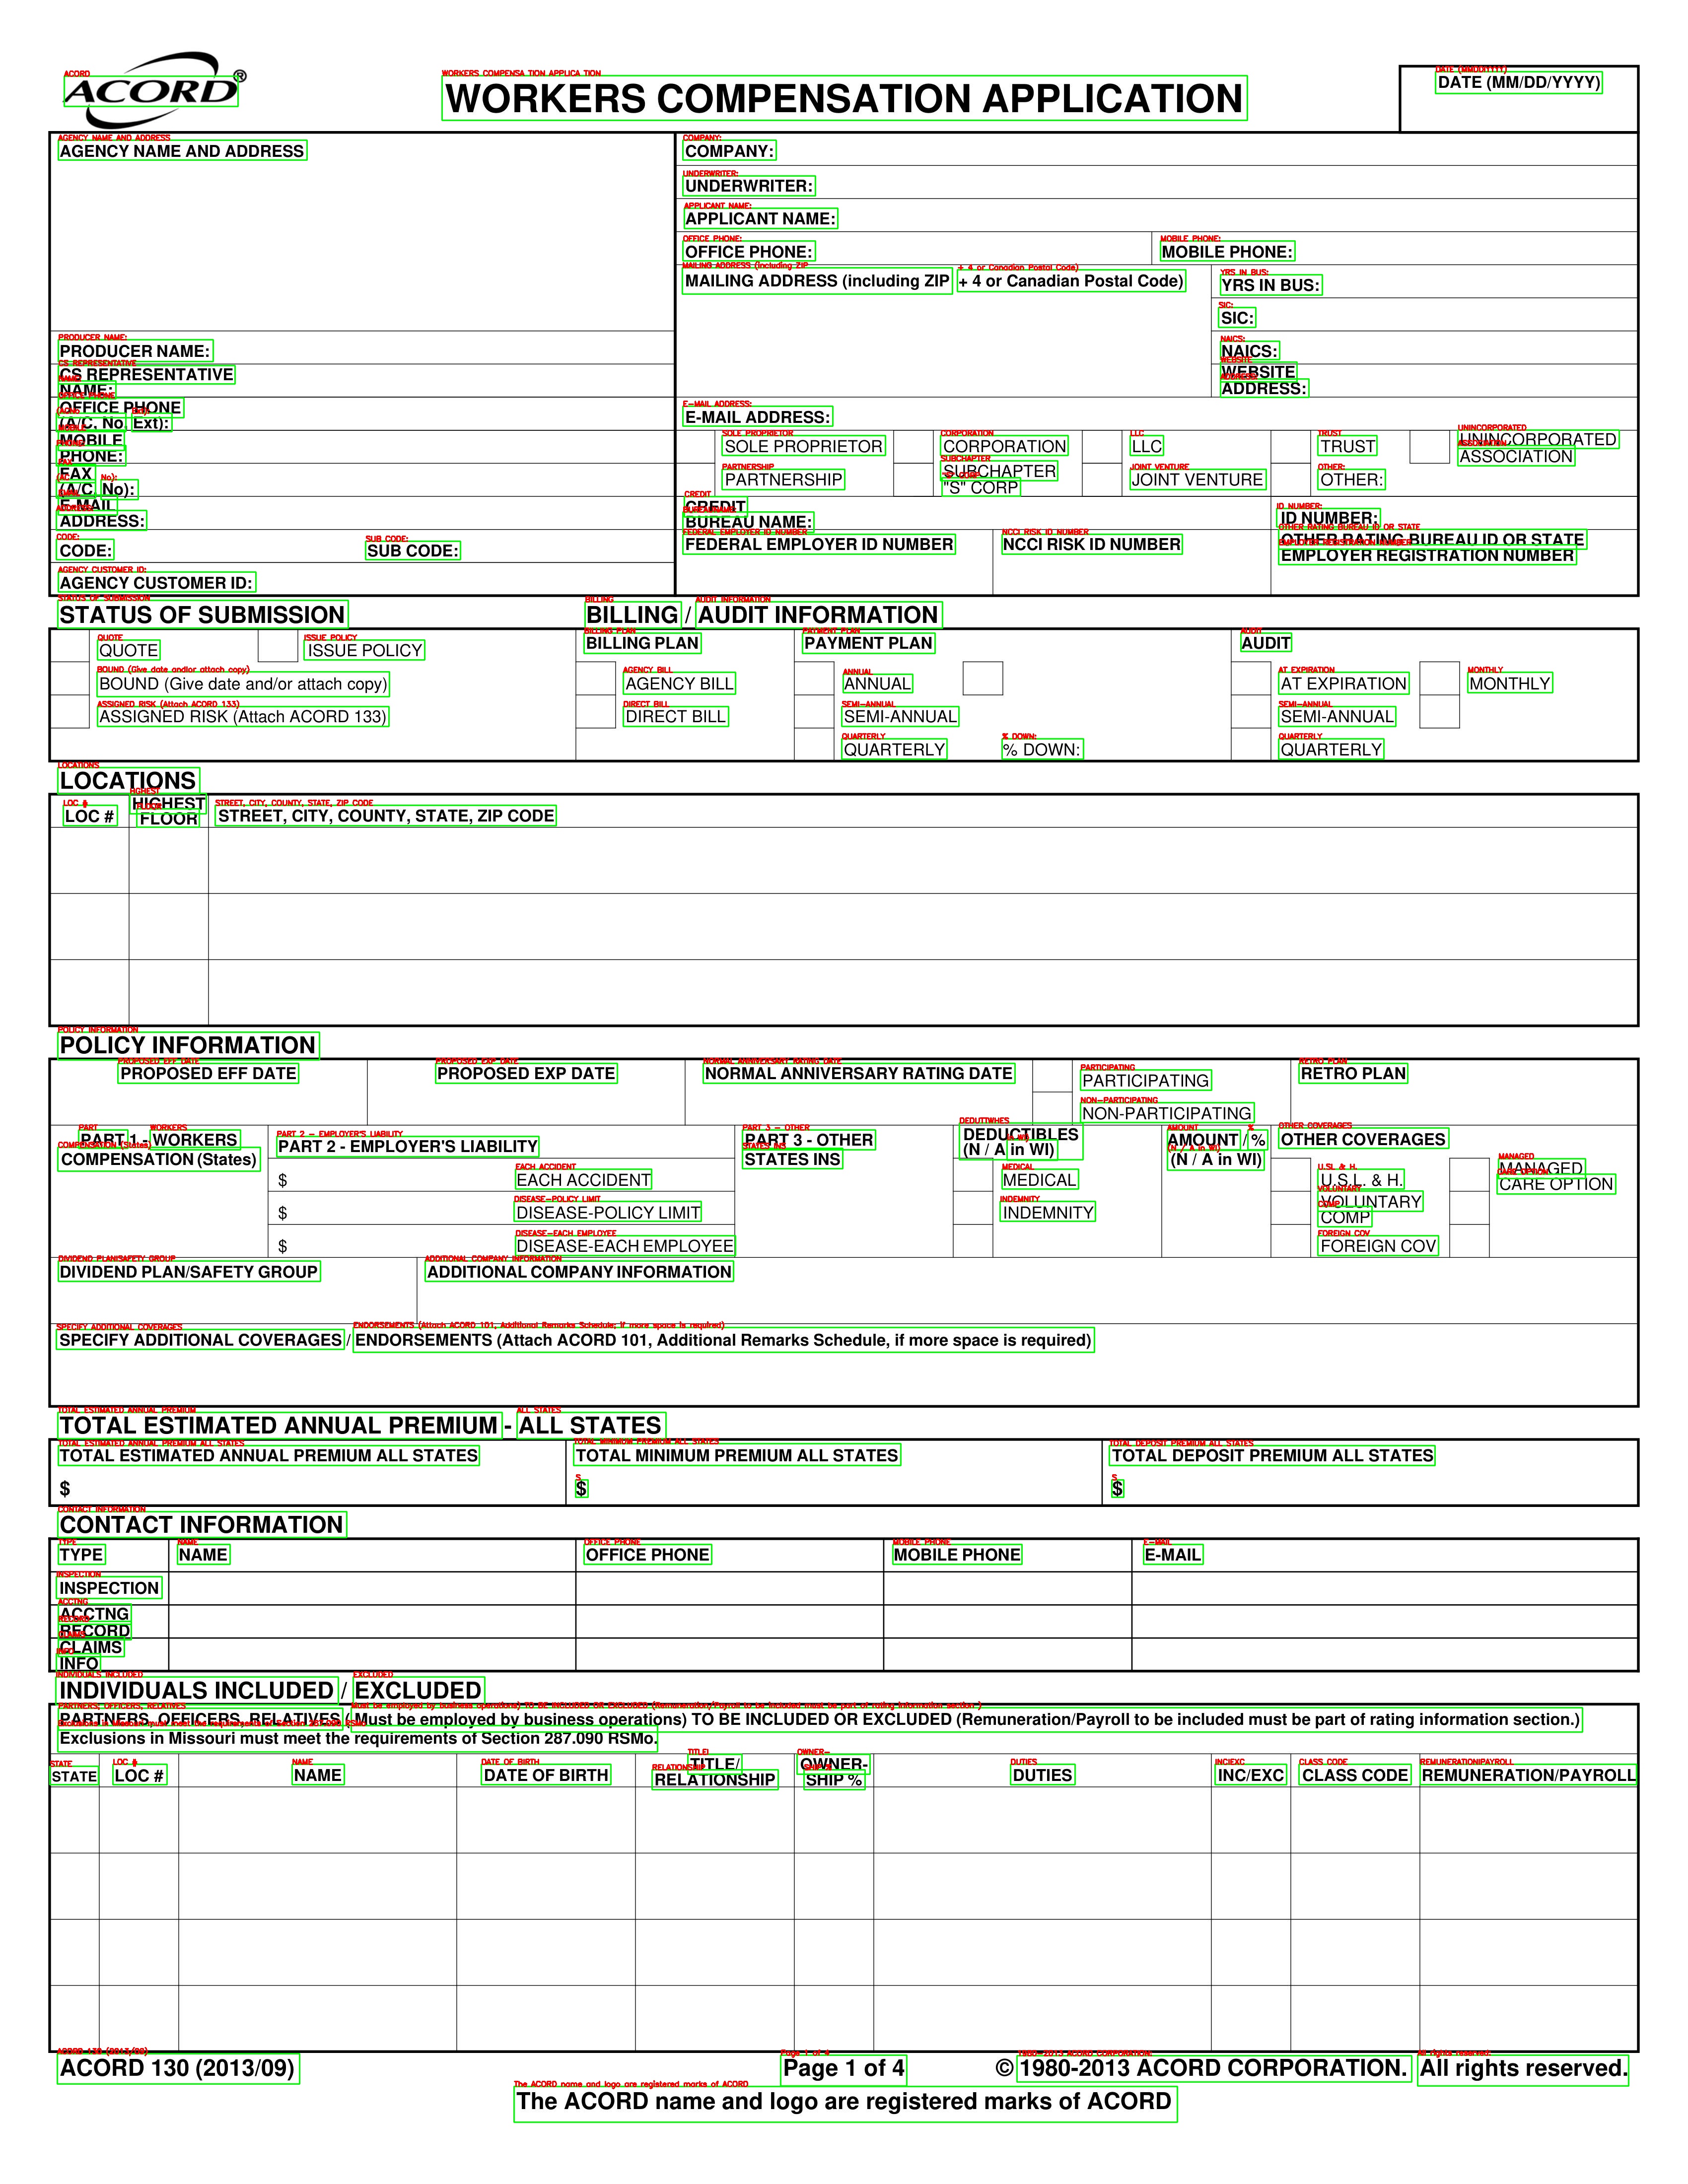 ACORD®
WORKERS COMPENSATION APPLICATION
DATE (MM/DD/YYYY)
AGENCY NAME AND ADDRESS
COMPANY:
UNDERWRITER:
APPLICANT NAME:
OFFICE PHONE:
MOBILE PHONE:
MAILING ADDRESS (including ZIP + 4 or Canadian Postal Code)
YRS IN BUS:
SIC:
PRODUCER NAME:
NAICS:
CS REPRESENTATIVE
NAME:
WEBSITE
ADDRESS:
OFFICE PHONE
(A/C, No, Ext):
E-MAIL ADDRESS:
MOBILE
PHONE:
SOLE PROPRIETOR
CORPORATION
LLC
TRUST
UNINCORPORATED
ASSOCIATION
FAX
(A/C, No):
PARTNERSHIP
SUBCHAPTER
"S" CORP
JOINT VENTURE
OTHER:
E-MAIL
ADDRESS:
CREDIT
BUREAU NAME:
ID NUMBER:
CODE:
SUB CODE:
FEDERAL EMPLOYER ID NUMBER
NCCI RISK ID NUMBER
OTHER RATING BUREAU ID OR STATE
EMPLOYER REGISTRATION NUMBER
AGENCY CUSTOMER ID:
STATUS OF SUBMISSION
BILLING / AUDIT INFORMATION
QUOTE
ISSUE POLICY
BILLING PLAN
PAYMENT PLAN
AUDIT
BOUND (Give date and/or attach copy)
AGENCY BILL
ANNUAL
AT EXPIRATION
MONTHLY
ASSIGNED RISK (Attach ACORD 133)
DIRECT BILL
SEMI-ANNUAL
SEMI-ANNUAL
QUARTERLY
% DOWN:
QUARTERLY
LOCATIONS
LOC #
HIGHEST
FLOOR
STREET, CITY, COUNTY, STATE, ZIP CODE
POLICY INFORMATION
PROPOSED EFF DATE
PROPOSED EXP DATE
NORMAL ANNIVERSARY RATING DATE
PARTICIPATING
NON-PARTICIPATING
RETRO PLAN
PART 1 - WORKERS
COMPENSATION (States)
PART 2 - EMPLOYER'S LIABILITY
PART 3 - OTHER
STATES INS
DEDUCTIBLES
(N / A in WI)
AMOUNT / %
(N / A in WI)
OTHER COVERAGES
$ EACH ACCIDENT
MEDICAL
U.S.L. & H.
MANAGED
CARE OPTION
$ DISEASE-POLICY LIMIT
INDEMNITY
VOLUNTARY
COMP
$ DISEASE-EACH EMPLOYEE
FOREIGN COV
DIVIDEND PLAN/SAFETY GROUP
ADDITIONAL COMPANY INFORMATION
SPECIFY ADDITIONAL COVERAGES / ENDORSEMENTS (Attach ACORD 101, Additional Remarks Schedule, if more space is required)
TOTAL ESTIMATED ANNUAL PREMIUM - ALL STATES
TOTAL ESTIMATED ANNUAL PREMIUM ALL STATES
TOTAL MINIMUM PREMIUM ALL STATES
TOTAL DEPOSIT PREMIUM ALL STATES
$
$
$
CONTACT INFORMATION
TYPE
NAME
OFFICE PHONE
MOBILE PHONE
E-MAIL
INSPECTION
ACCTNG
RECORD
CLAIMS
INFO
INDIVIDUALS INCLUDED / EXCLUDED
PARTNERS, OFFICERS, RELATIVES ( Must be employed by business operations) TO BE INCLUDED OR EXCLUDED (Remuneration/Payroll to be included must be part of rating information section.)
Exclusions in Missouri must meet the requirements of Section 287.090 RSMo.
STATE
LOC #
NAME
DATE OF BIRTH
TITLE/
RELATIONSHIP
OWNER-
SHIP %
DUTIES
INC/EXC
CLASS CODE
REMUNERATION/PAYROLL
ACORD 130 (2013/09)
Page 1 of 4
© 1980-2013 ACORD CORPORATION. All rights reserved.
The ACORD name and logo are registered marks of ACORD